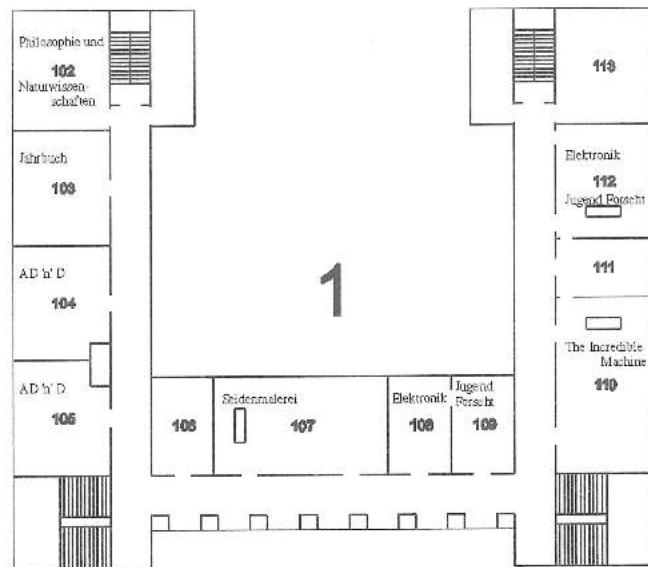 Philosophie und
102
Naturwissen-
schaften
Jahrbuch
103
AD 'n' D
104
AD 'n' D
105
1
106
Seidenmalerei
107
Elektronik
108
Jugend
Forscht
109
113
Elektronik
112
Jugend Forscht
111
The Incredible
Machine
110